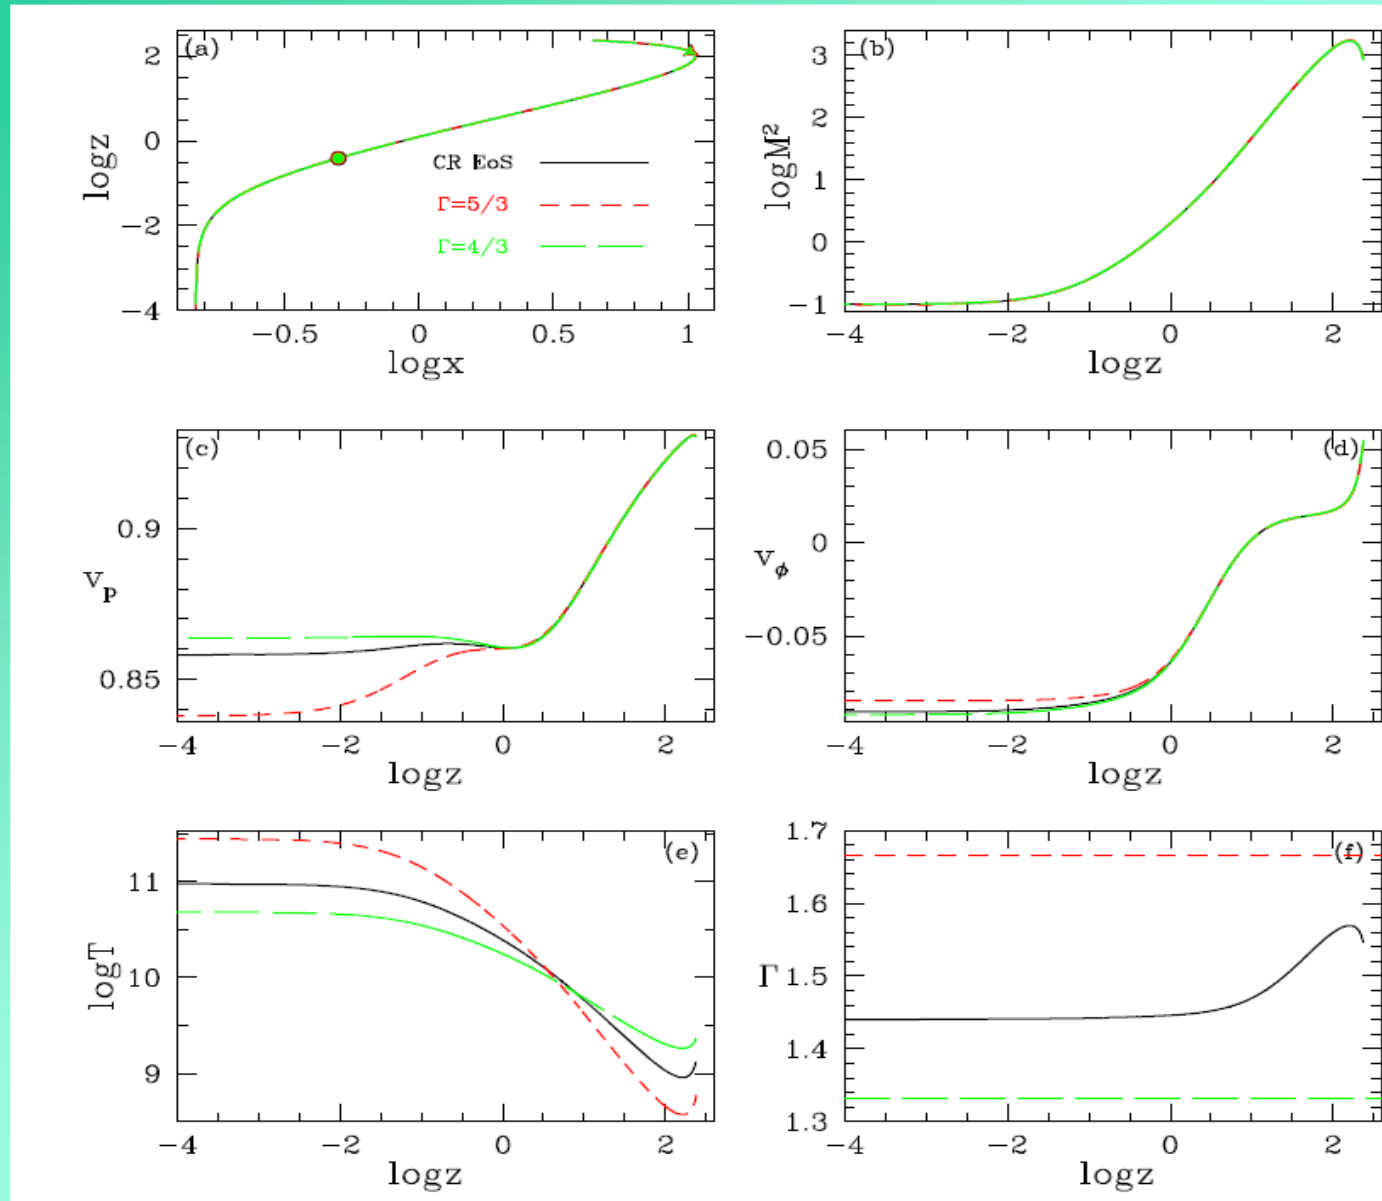 (a)
2
0
−2
−4
logz
CR EoS
Γ=5/3
Γ=4/3
−0.5
0
0.5
1
logx
(b)
3
2
1
0
−1
logM²
−4
−2
0
2
logz
(c)
0.9
0.85
v_p
−4
−2
0
2
logz
(d)
0.05
0
−0.05
v_ϕ
−4
−2
0
2
logz
(e)
11
10
9
logT
−4
−2
0
2
logz
(f)
1.7
1.6
1.5
1.4
1.3
Γ
−4
−2
0
2
logz